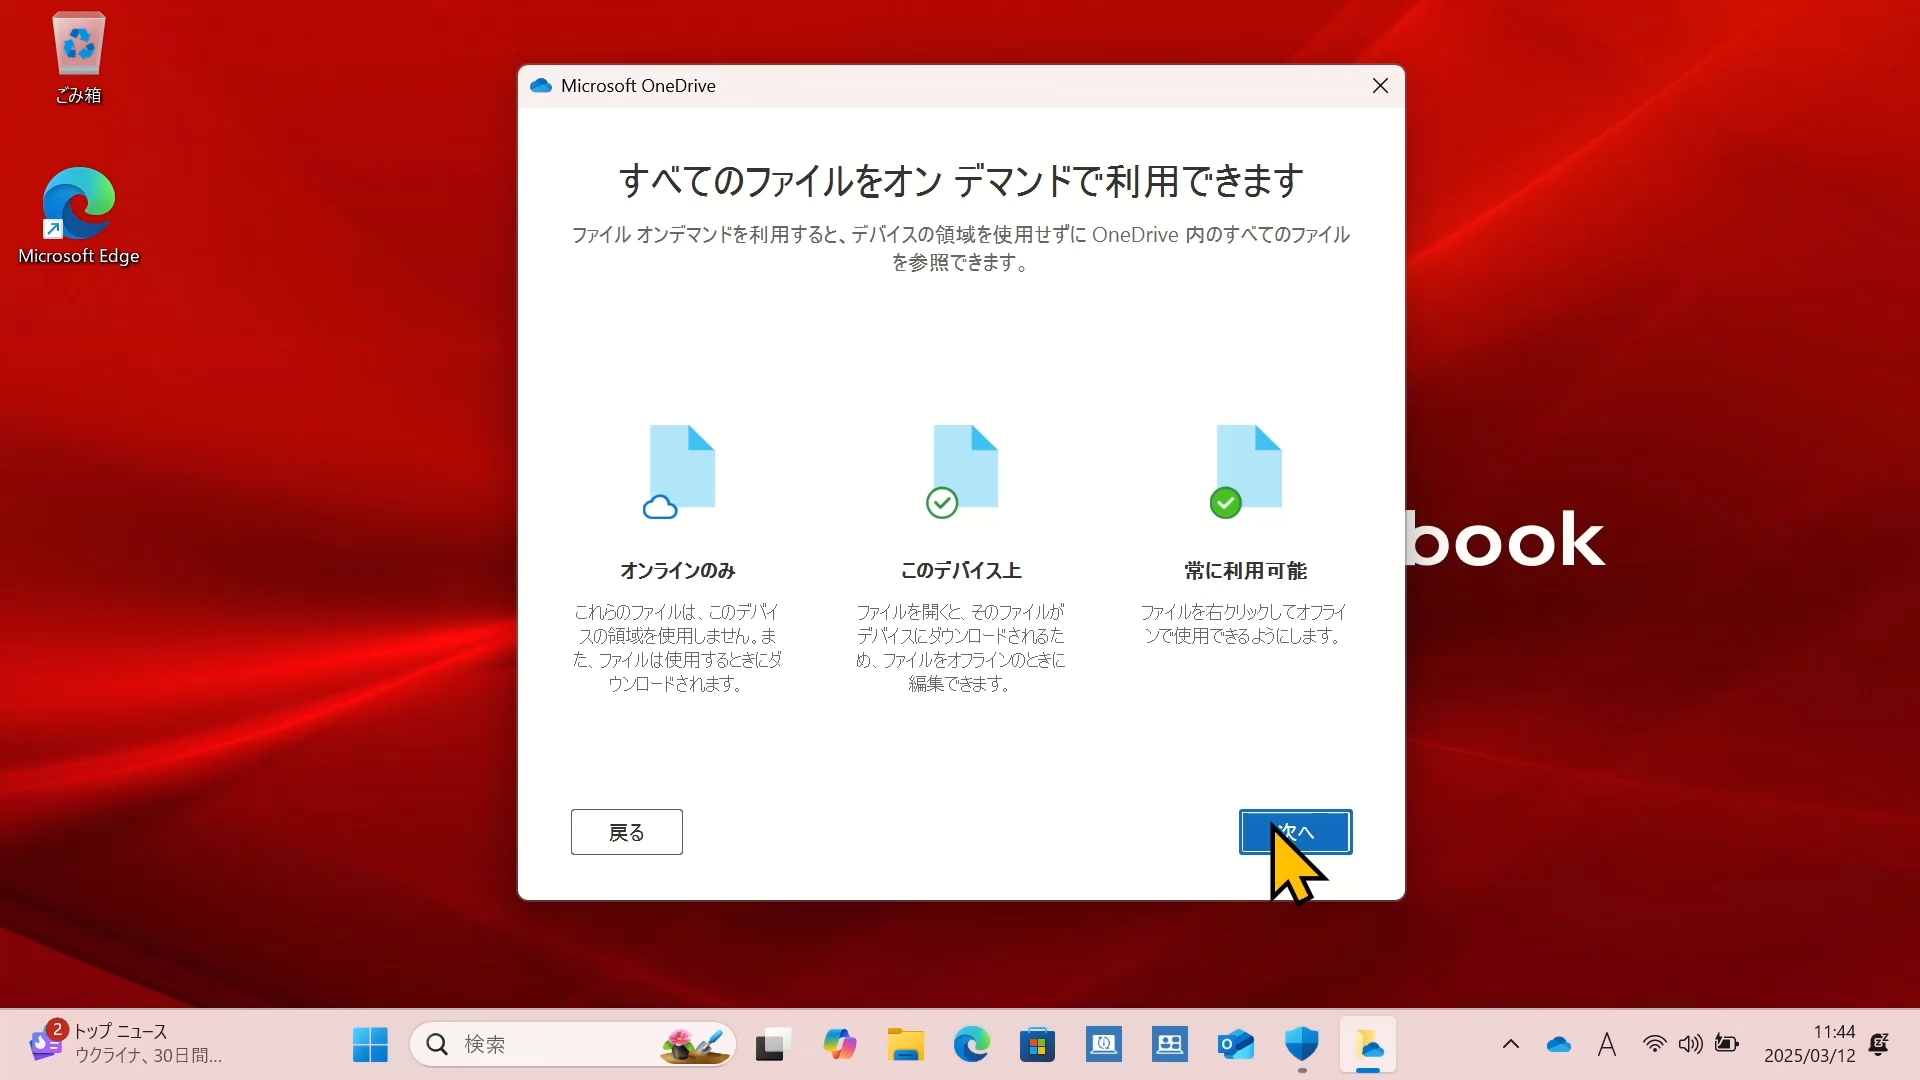 ごみ箱
Microsoft Edge
Microsoft OneDrive
すべてのファイルをオン デマンドで利用できます
ファイル オンデマンドを利用すると、デバイスの領域を使用せずに OneDrive 内のすべてのファイル
を参照できます。
オンラインのみ
これらのファイルは、このデバイ
スの領域を使用しません。ま
た、ファイルは使用するときにダ
ウンロードされます。
このデバイス上
ファイルを開くと、そのファイルが
デバイスにダウンロードされるた
め、ファイルをオフラインのときに
編集できます。
常に利用可能
ファイルを右クリックしてオフライ
ンで使用できるようにします。
戻る
次へ
book
2
トップ ニュース
ウクライナ、30日間...
検索
A
11:44
2025/03/12